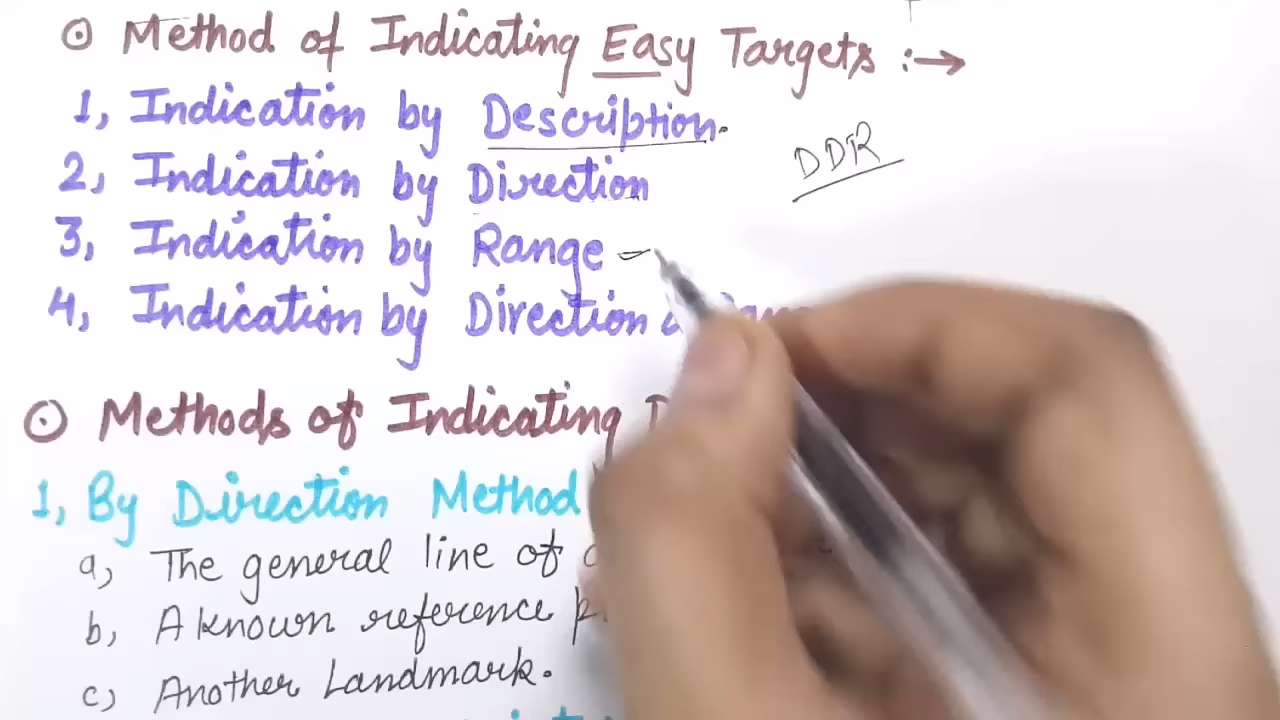 ⊙ Method of Indicating Easy Targets :→
1, Indication by Description.
DDR
2, Indication by Direction
3, Indication by Range -
4, Indication by Direction
⊙ Methods of Indicating
1, By Direction Method
a, The general line of
b, A known reference
c, Another Landmark.